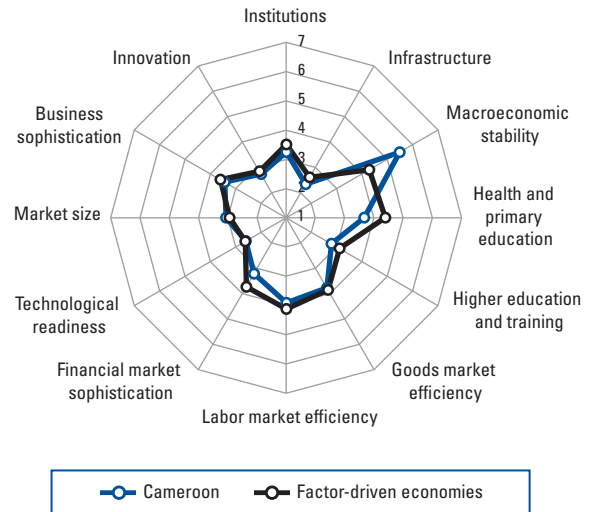 Institutions
7
Innovation
Infrastructure
6
5
Business
sophistication
Macroeconomic
stability
4
3
2
Market size
1
Health and
primary
education
Technological
readiness
Higher education
and training
Financial market
sophistication
Goods market
efficiency
Labor market efficiency
Cameroon
Factor-driven economies